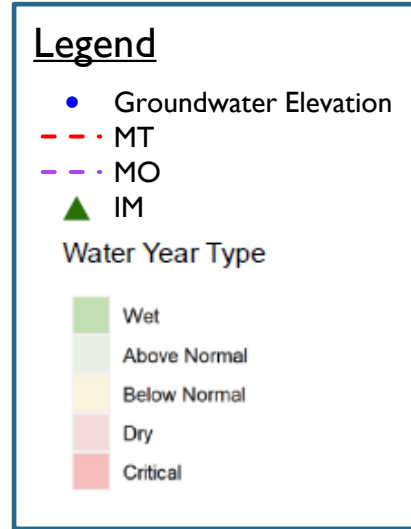 Legend
Groundwater Elevation
MT
MO
IM
Water Year Type
Wet
Above Normal
Below Normal
Dry
Critical